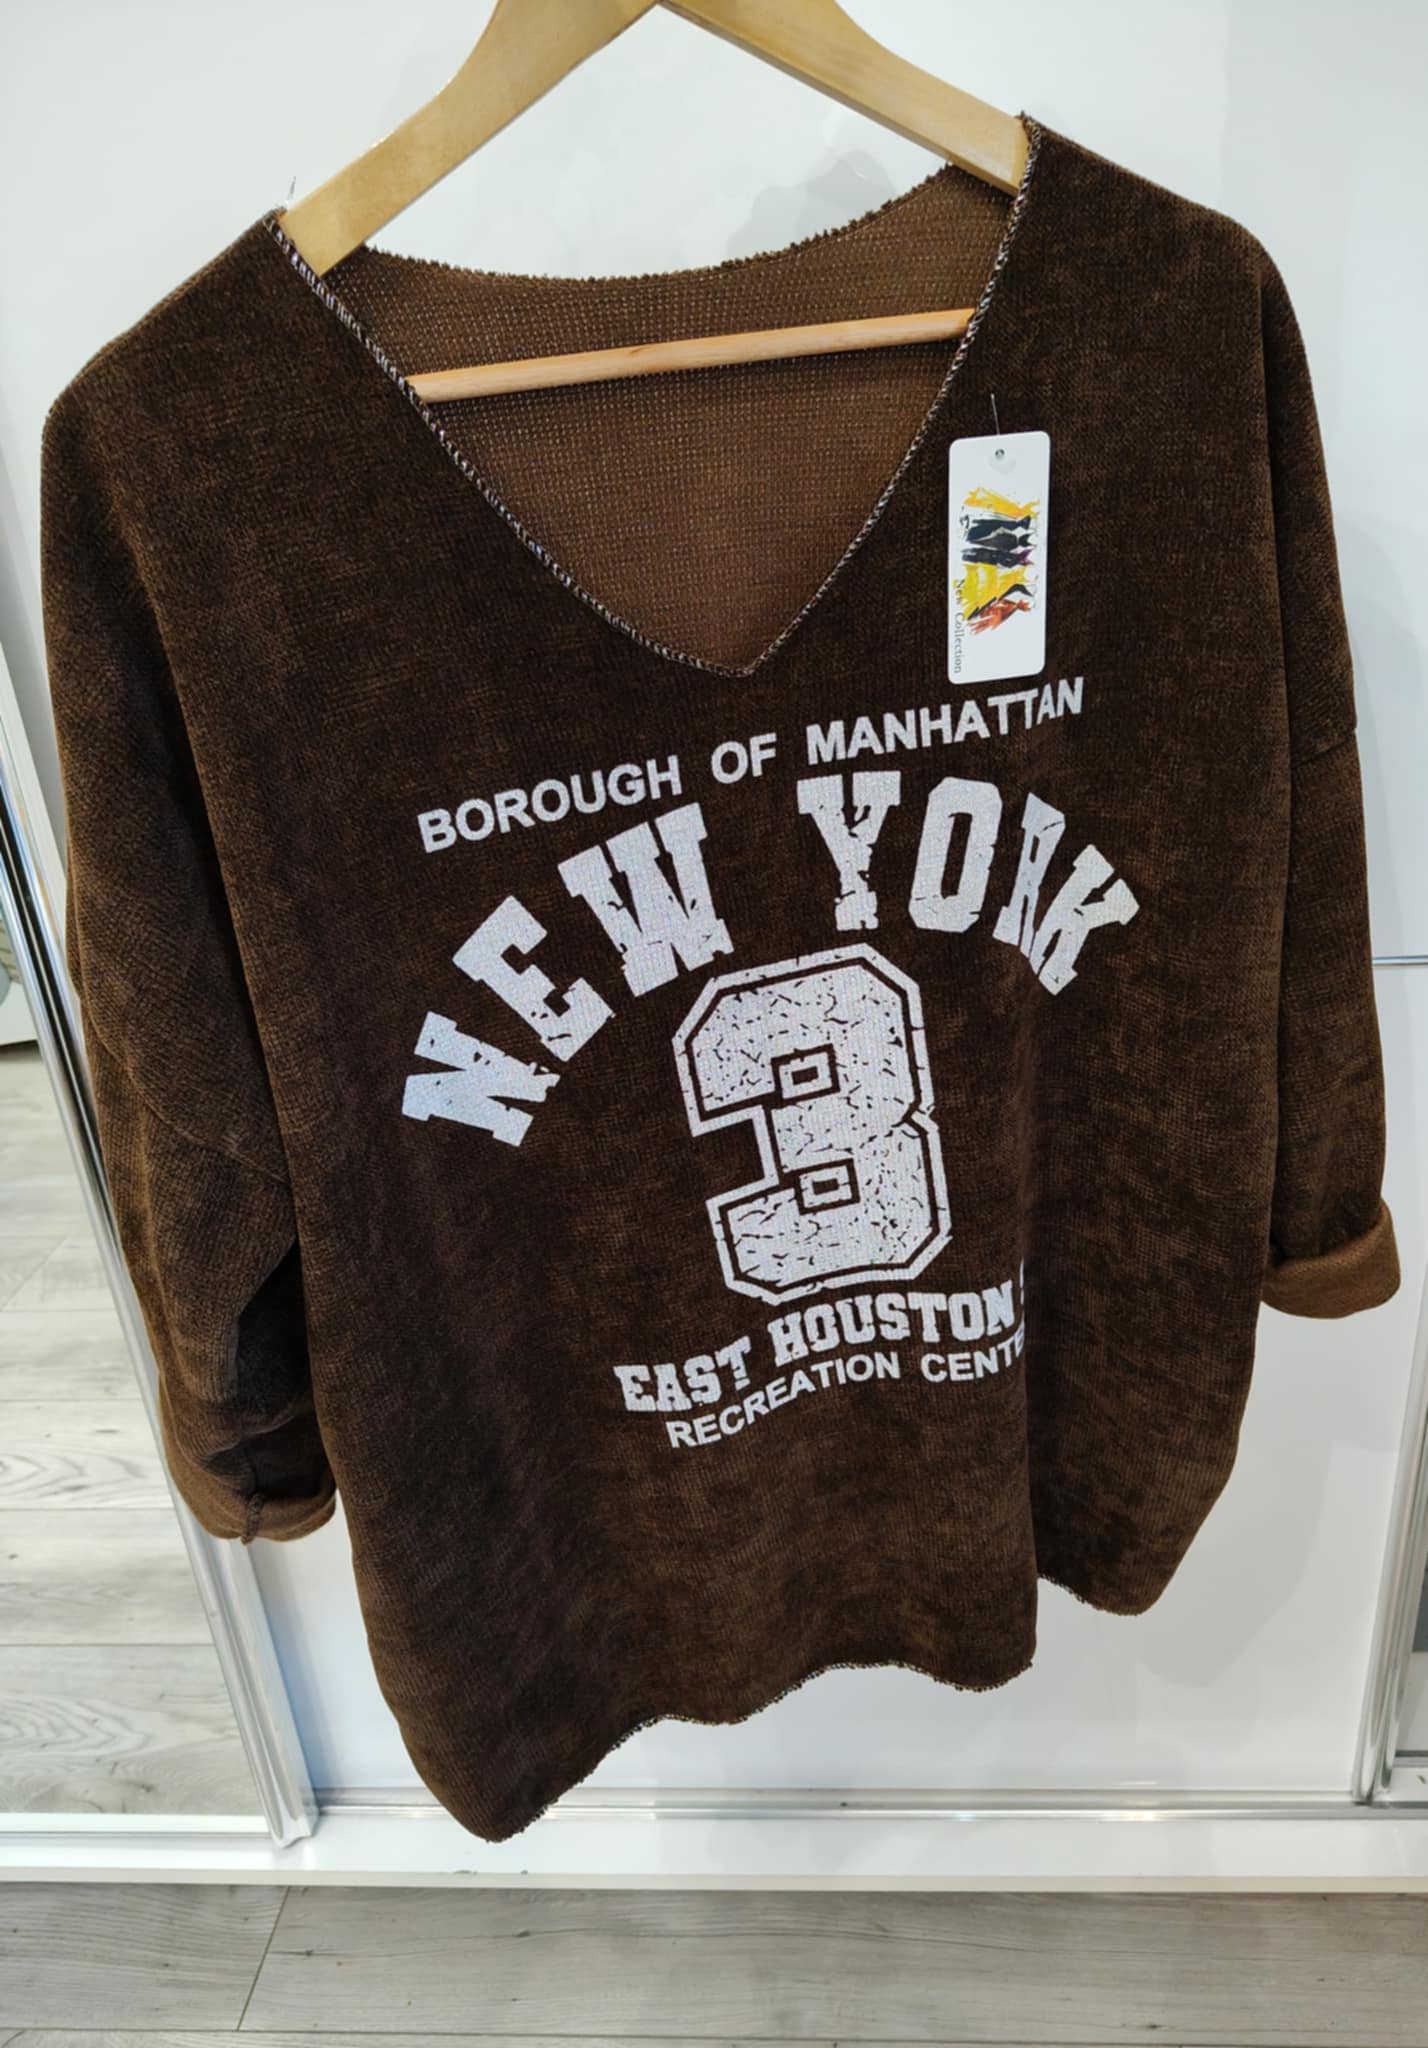 New Collection
BOROUGH OF MANHATTAN
NEW YORK
3
EAST HOUSTON
RECREATION CENTE